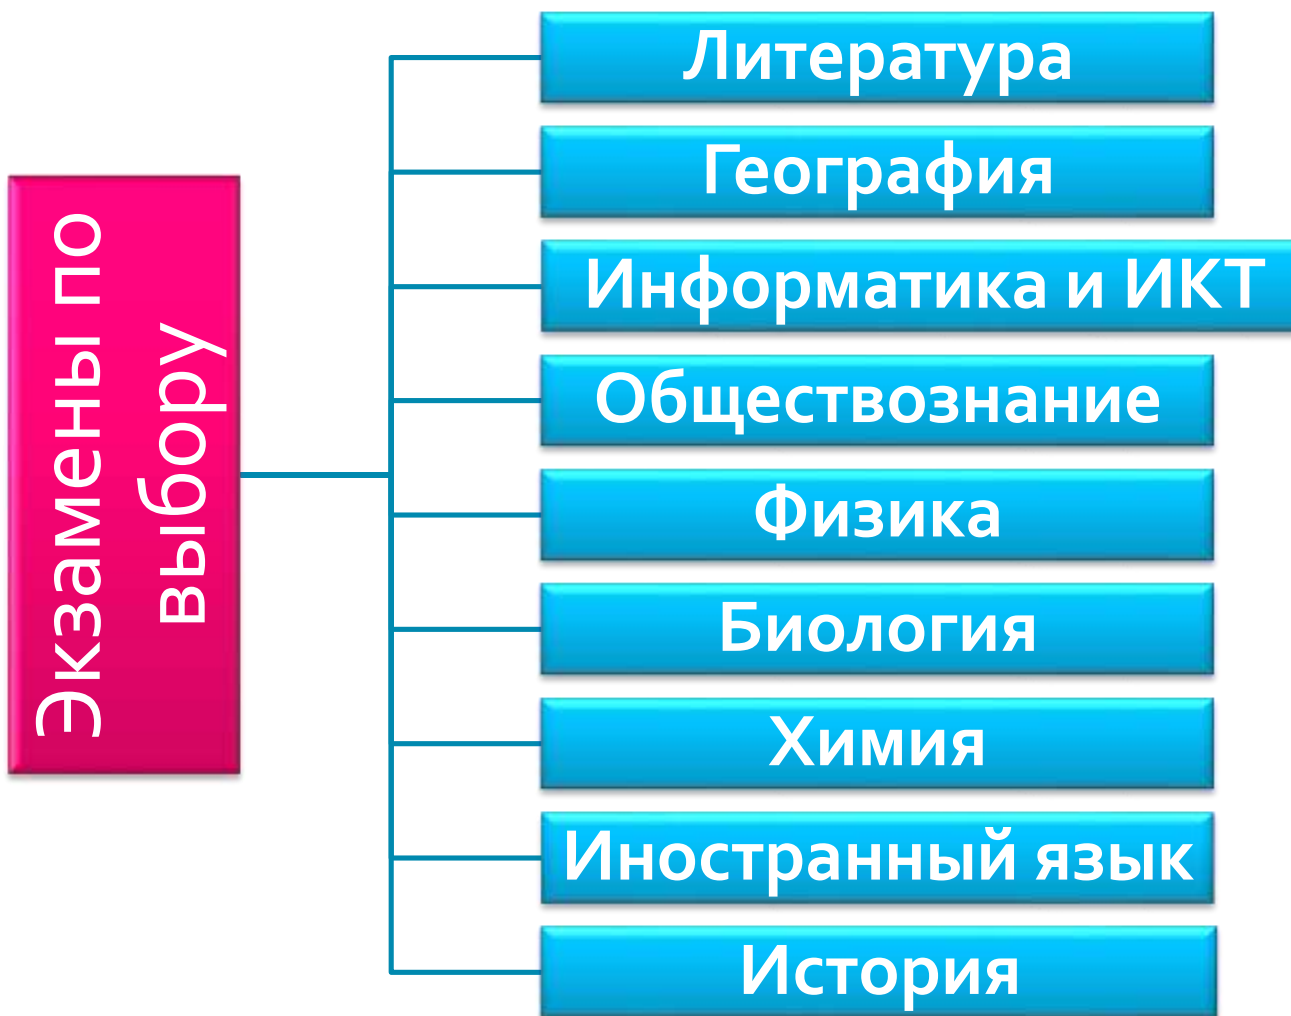 Экзамены по
выбору
Литература
География
Информатика и ИКТ
Обществознание
Физика
Биология
Химия
Иностранный язык
История